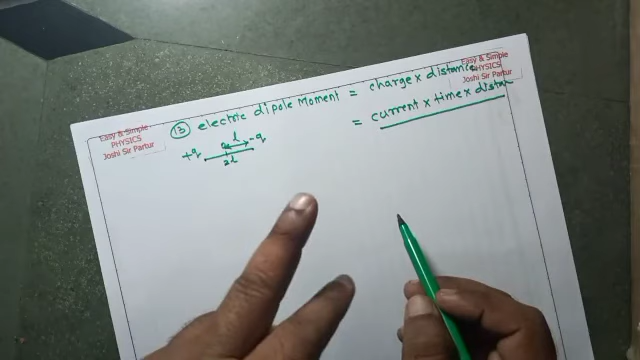 Easy & Simple
PHYSICS
Joshi Sir Partur
Easy & Simple
PHYSICS
Joshi Sir Partur
13 electric dipole Moment = charge x distance
= current x time x distan
+q l -q
2l